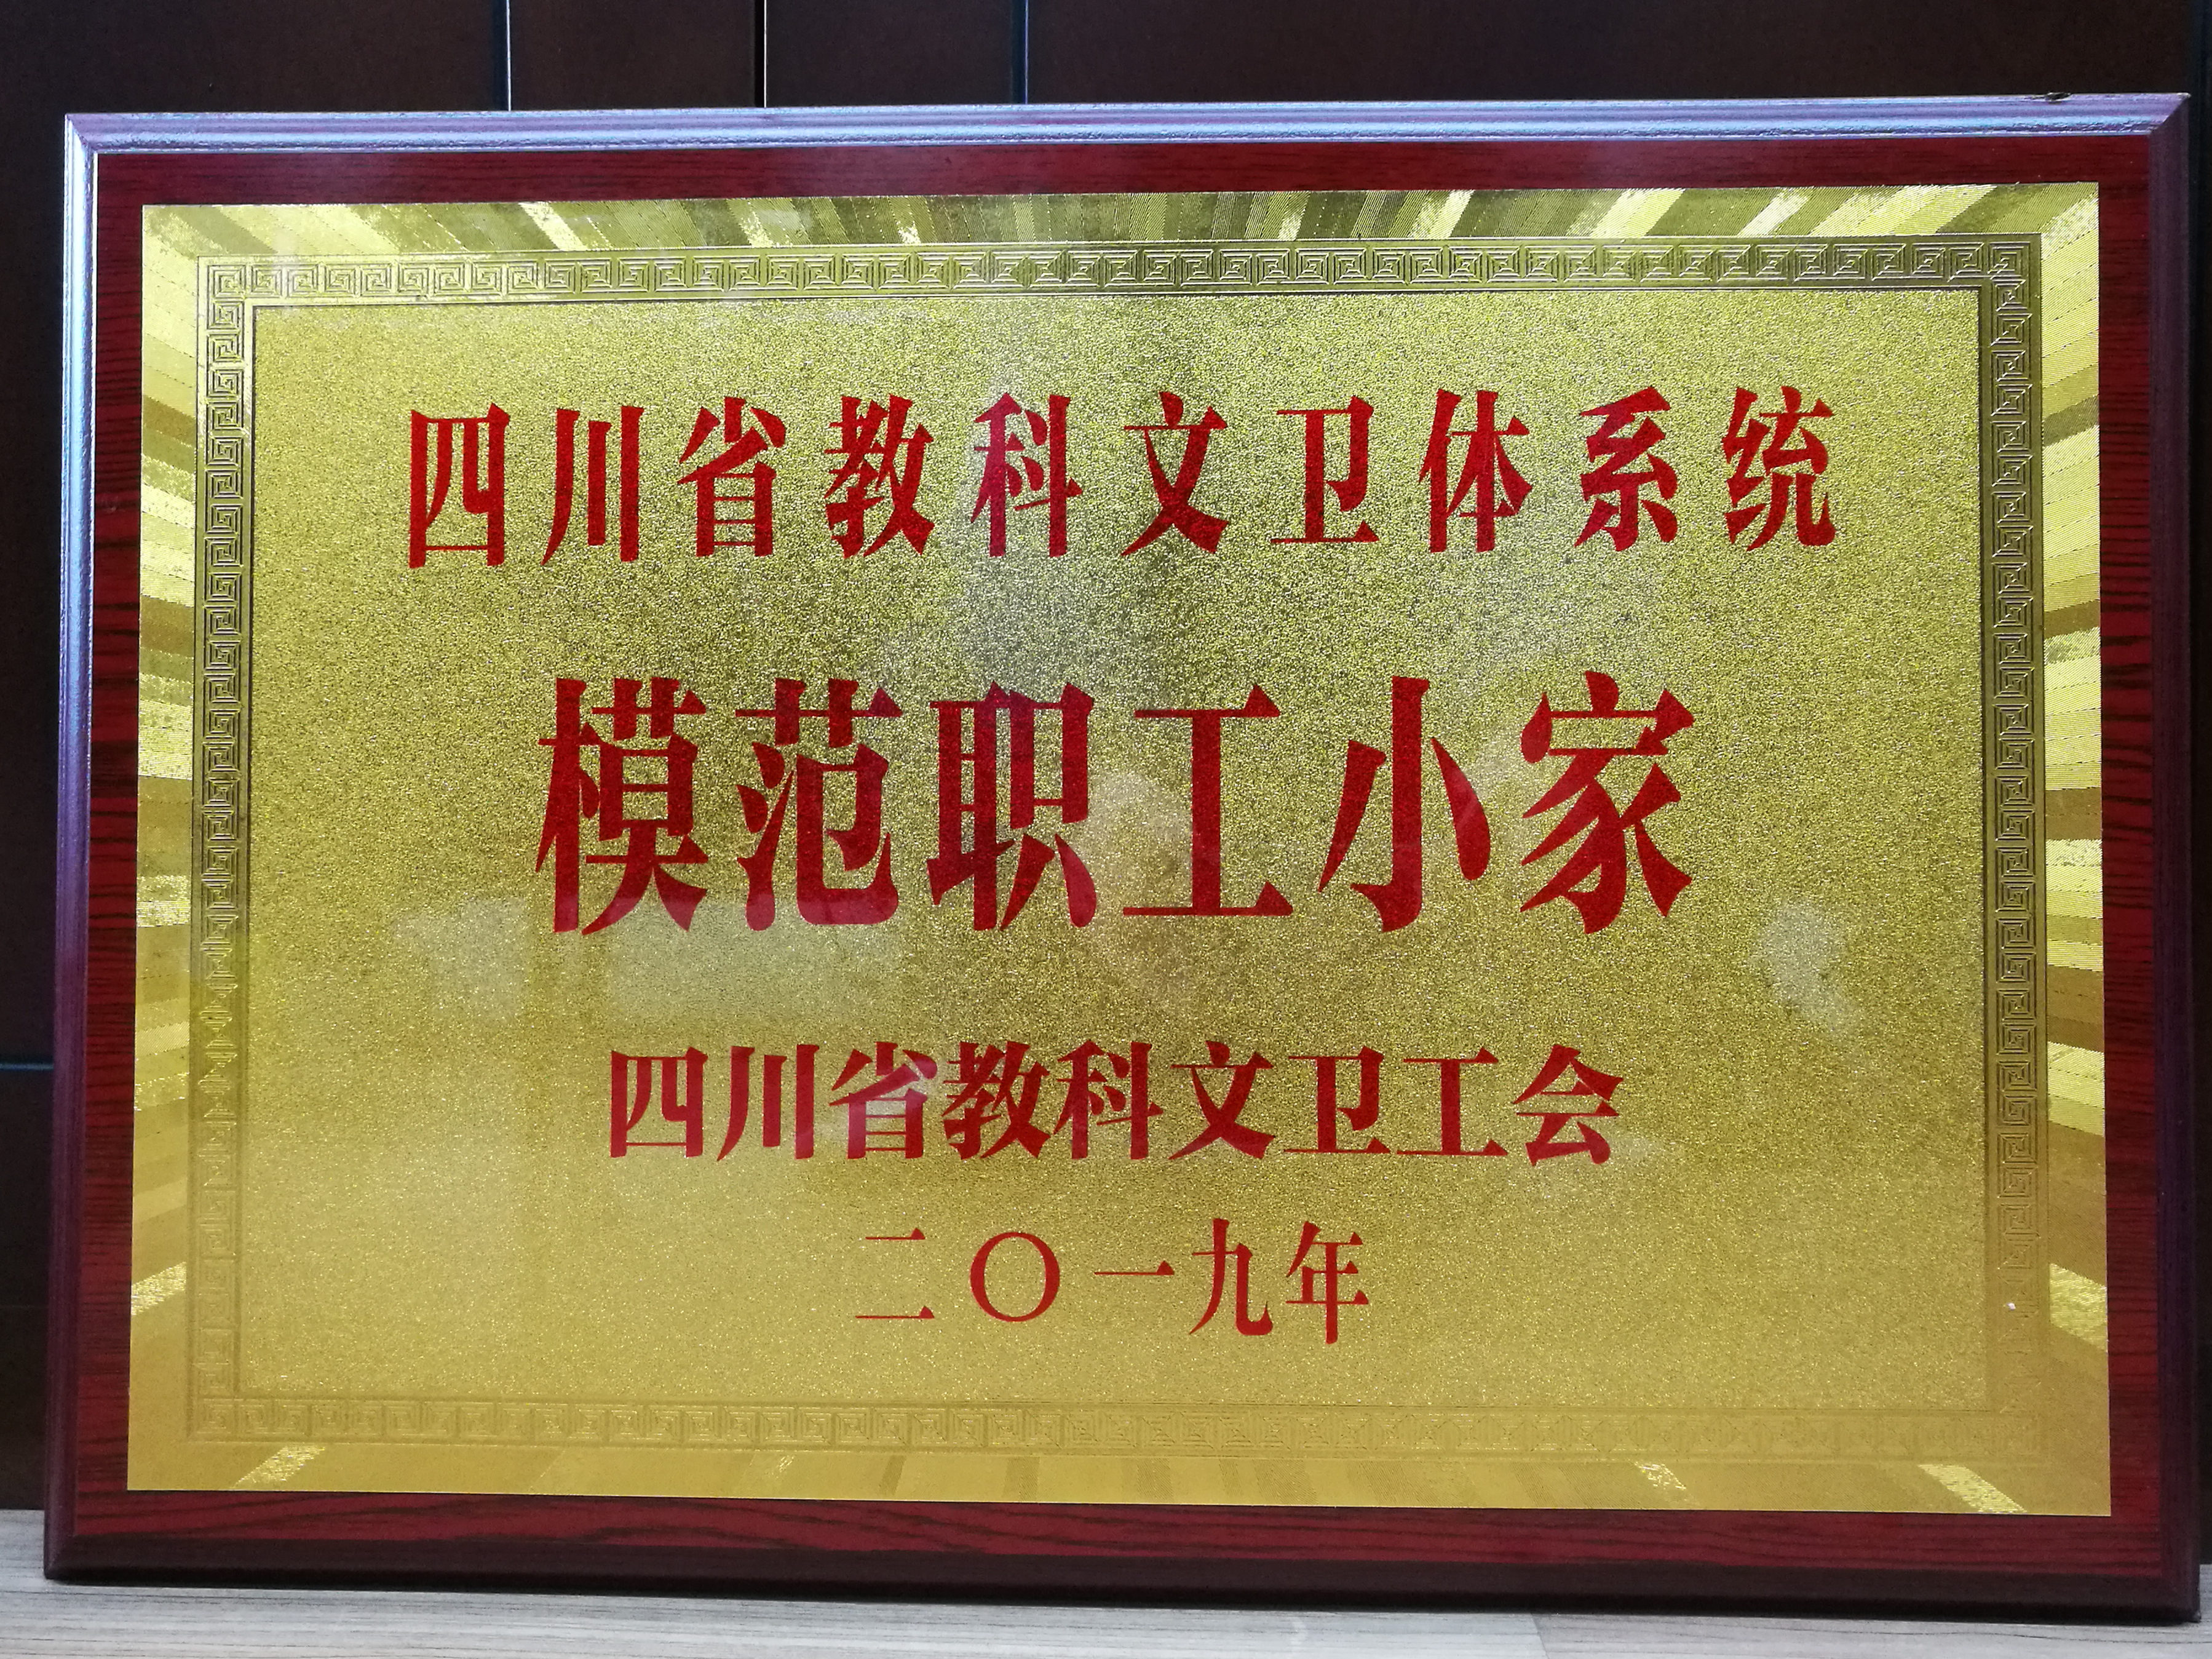 四川省教科文卫体系统
模范职工小家
四川省教科文卫工会
二〇一九年